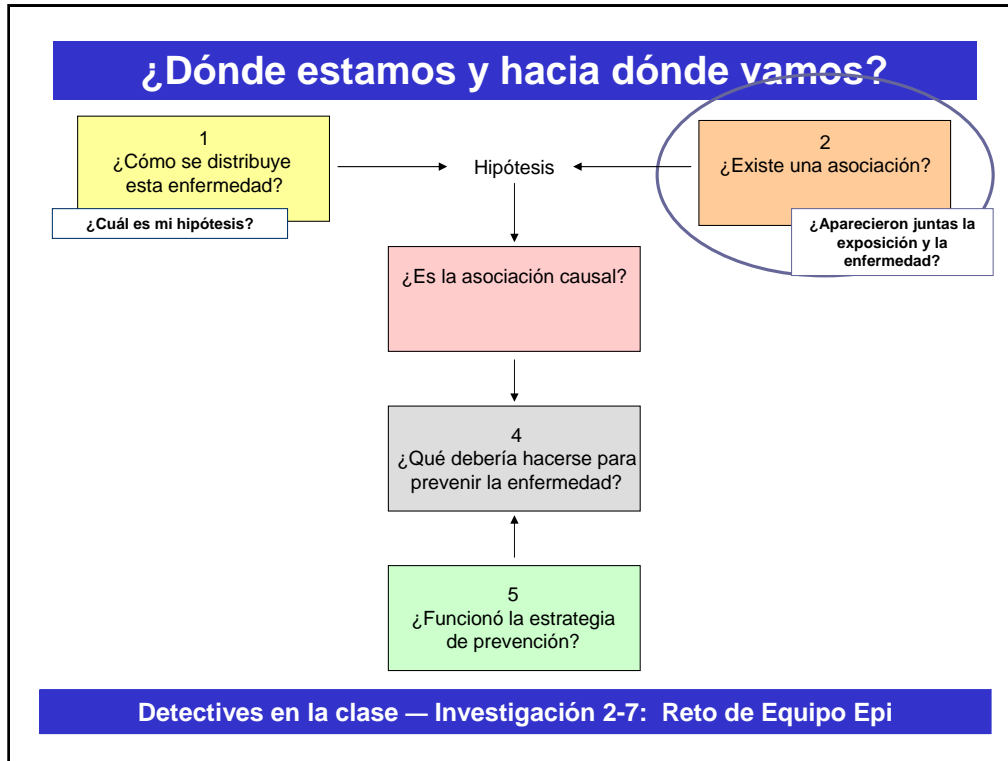 ¿Dónde estamos y hacia dónde vamos?
1
¿Cómo se distribuye
esta enfermedad?
¿Cuál es mi hipótesis?
Hipótesis
2
¿Existe una asociación?
¿Aparecieron juntas la
exposición y la
enfermedad?
¿Es la asociación causal?
4
¿Qué debería hacerse para
prevenir la enfermedad?
5
¿Funcionó la estrategia
de prevención?
Detectives en la clase — Investigación 2-7: Reto de Equipo Epi